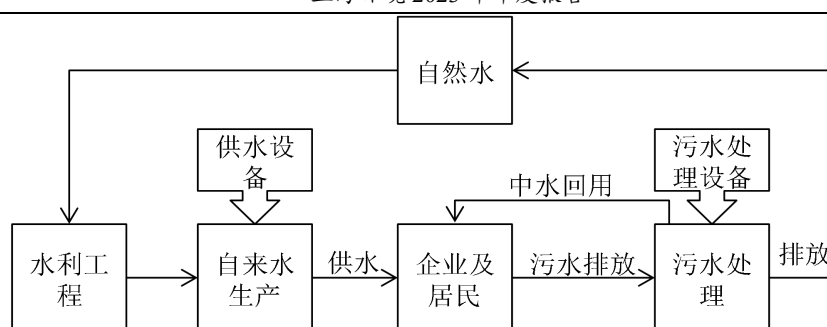 自然水
供水设
备
污水处
理设备
中水回用
水利工
程
自来水
生产
供水
企业及
居民
污水排放
污水处
理
排放